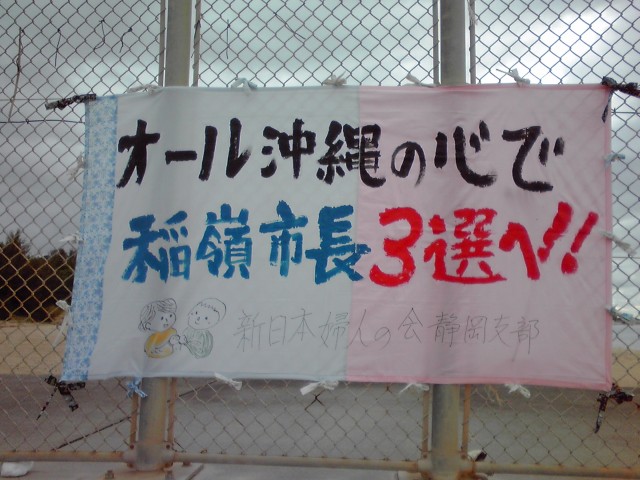 オール沖縄の心で
稲嶺市長3選へ!!
新日本婦人の会静岡支部